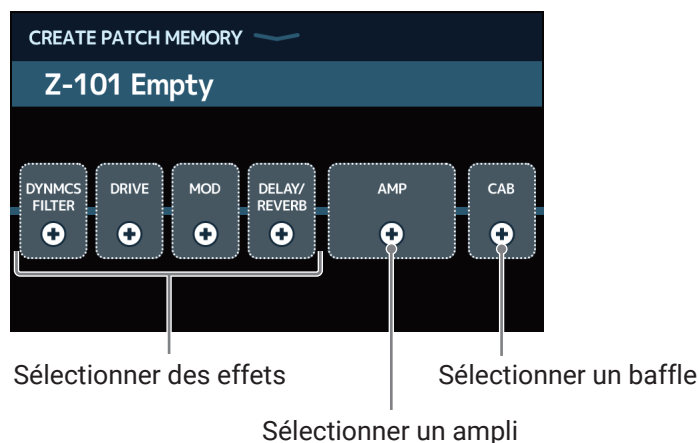 CREATE PATCH MEMORY
Z-101 Empty
DYNMCS
FILTER
DRIVE
MOD
DELAY/
REVERB
AMP
CAB
Sélectionner des effets
Sélectionner un baffle
Sélectionner un ampli